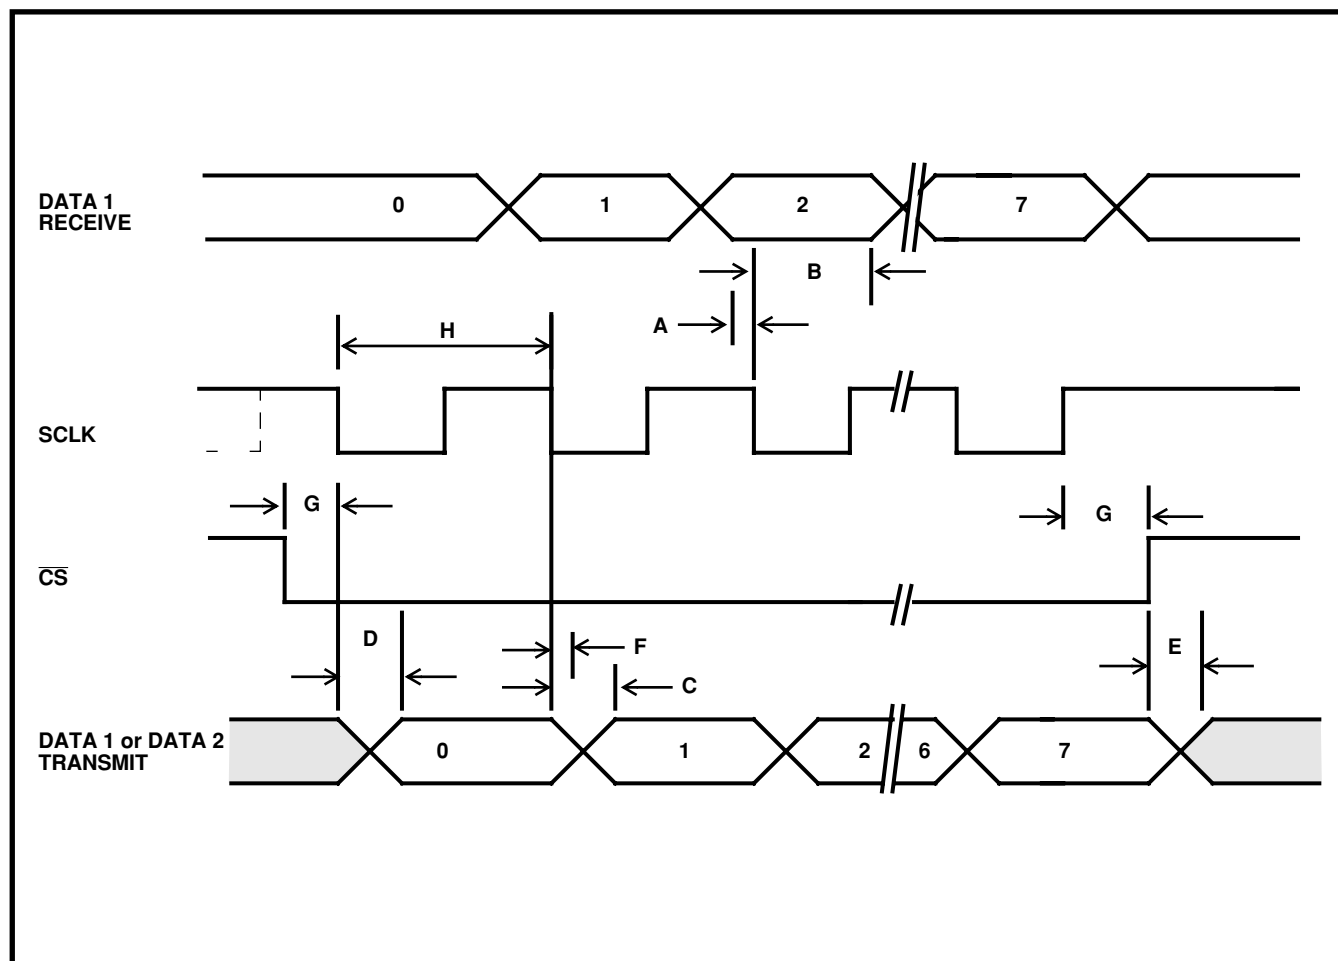 DATA 1
RECEIVE
0 1 2 7
B
A
H
SCLK
G G
CS
D F E
C
DATA 1 or DATA 2
TRANSMIT
0 1 2 6 7